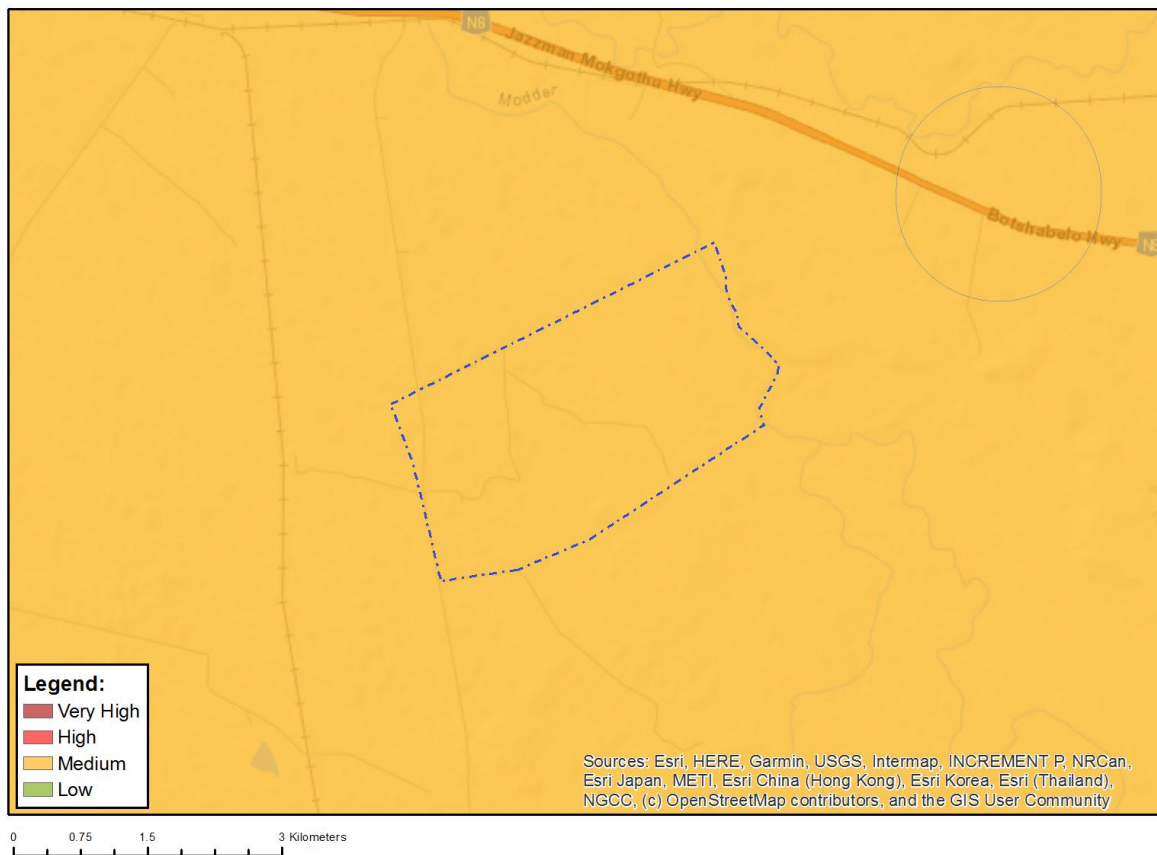 N8
Jazzman Mokgothu Hwy
Modder
Botshabelo Hwy
N8
Legend:
Very High
High
Medium
Low
Sources: Esri, HERE, Garmin, USGS, Intermap, INCREMENT P, NRCan,
Esri Japan, METI, Esri China (Hong Kong), Esri Korea, Esri (Thailand),
NGCC, (c) OpenStreetMap contributors, and the GIS User Community
0 0.75 1.5 3 Kilometers